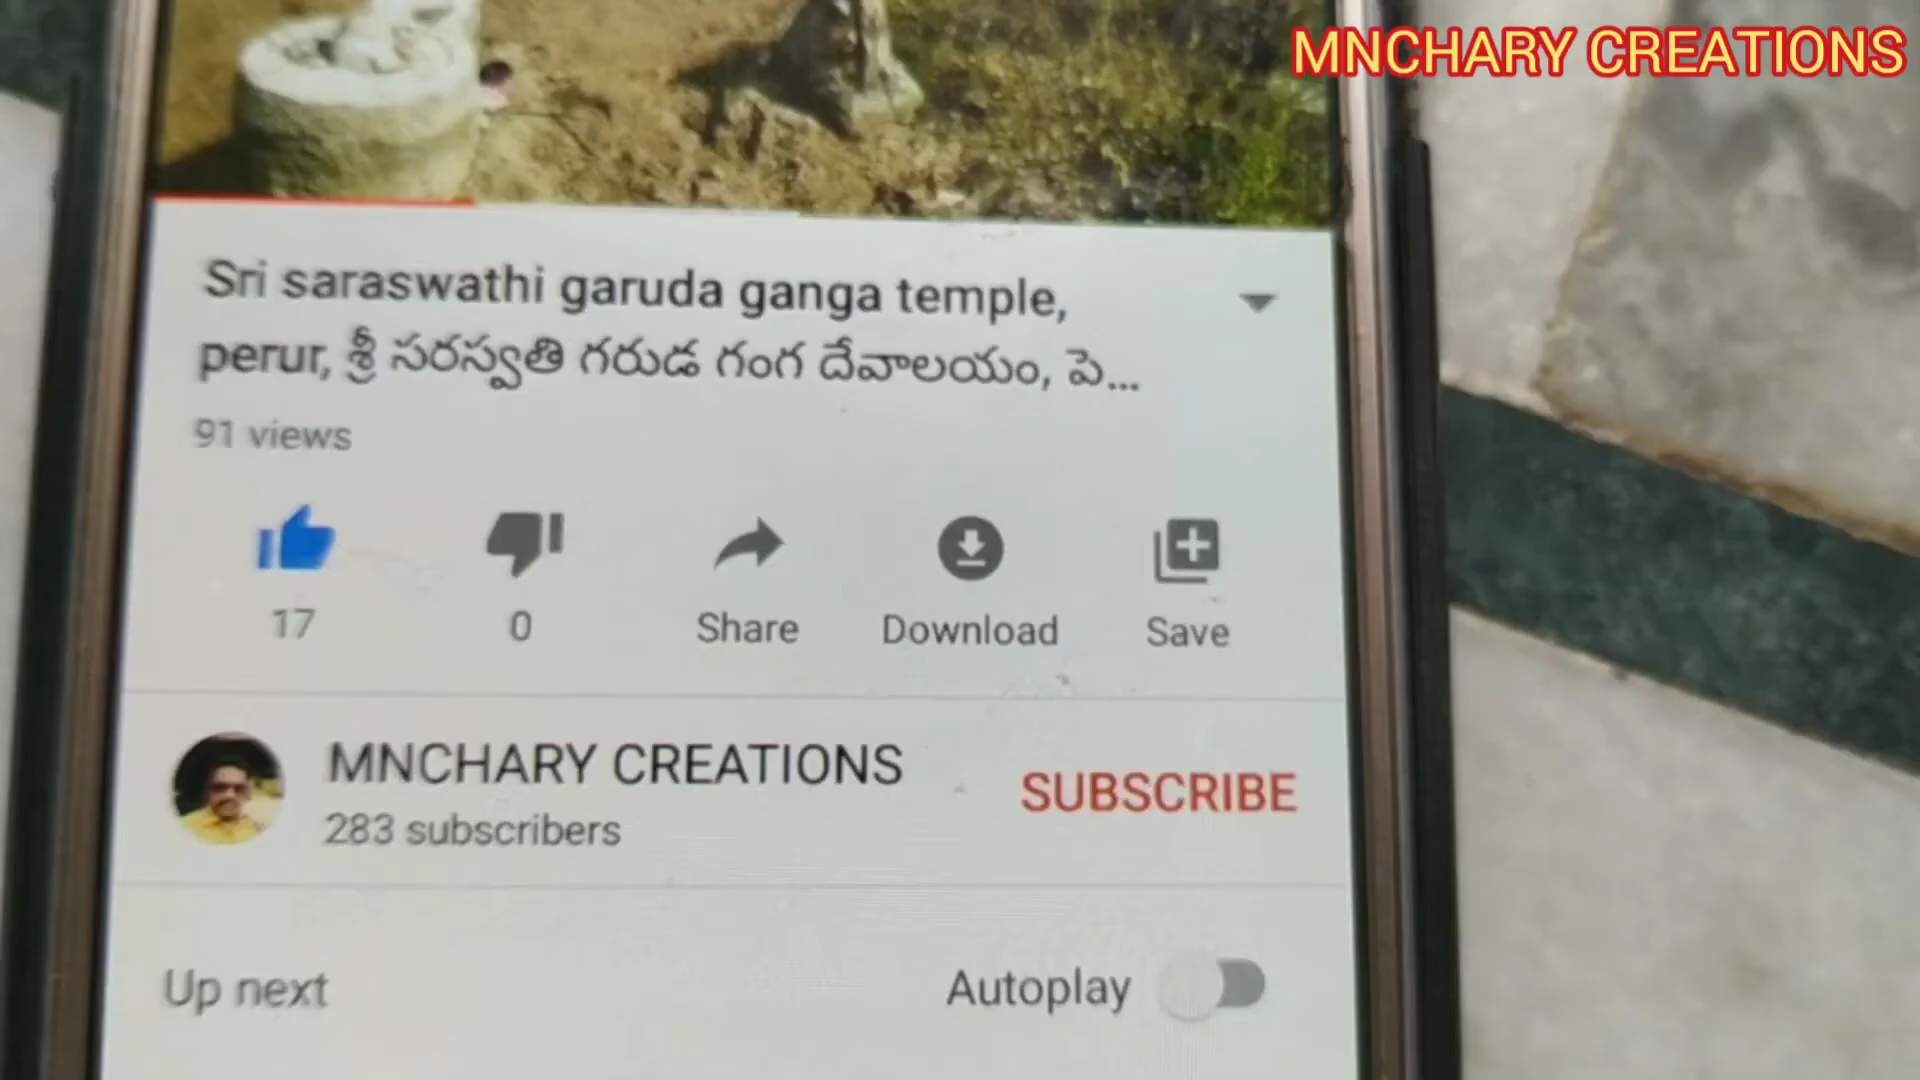 MNCHARY CREATIONS
Sri saraswathi garuda ganga temple,
perur, శ్రీ సరస్వతి గరుడ గంగ దేవాలయం, పె...
91 views
17
0
Share
Download
Save
MNCHARY CREATIONS
283 subscribers
SUBSCRIBE
Up next
Autoplay